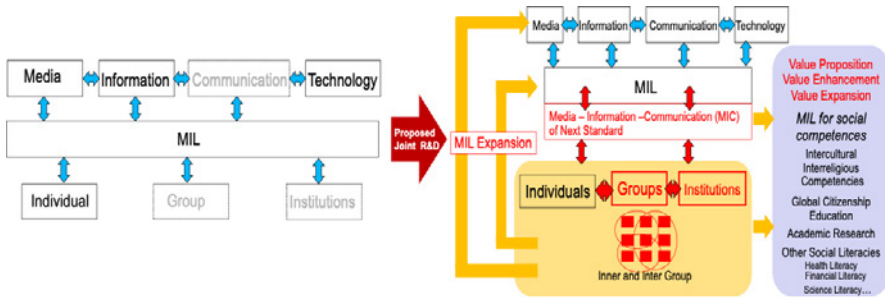 Media
Information
Communication
Technology
MIL
Individual
Group
Institutions
Proposed
Joint R&D
MIL Expansion
Media
Information
Communication
Technology
MIL
Media – Information –Communication (MIC)
of Next Standard
Individuals
Groups
Institutions
Inner and Inter Group
Value Proposition
Value Enhancement
Value Expansion
MIL for social
competences
Intercultural
Interreligious
Competencies
Global Citizenship
Education
Academic Research
Other Social Literacies
Health Literacy
Financial Literacy
Science Literacy...